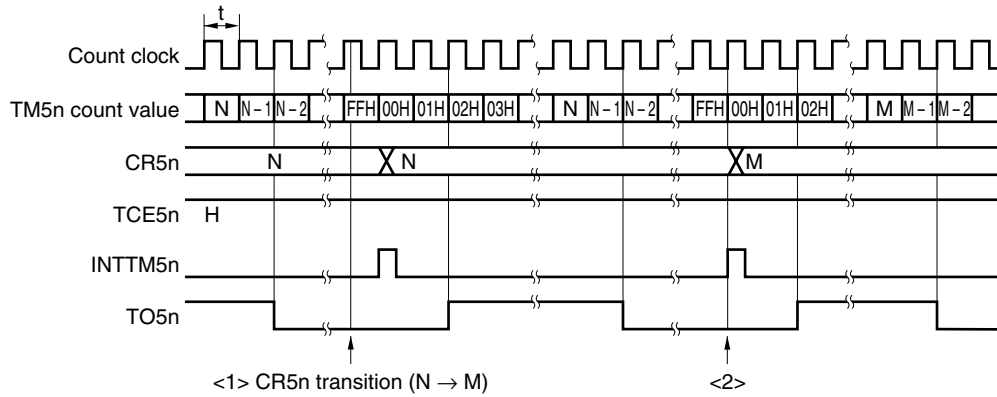 t
Count clock
TM5n count value N N – 1 N – 2 FFH 00H 01H 02H 03H N N – 1 N – 2 FFH 00H 01H 02H M M – 1 M – 2
CR5n N N M
TCE5n H
INTTM5n
TO5n
<1> CR5n transition (N → M) <2>